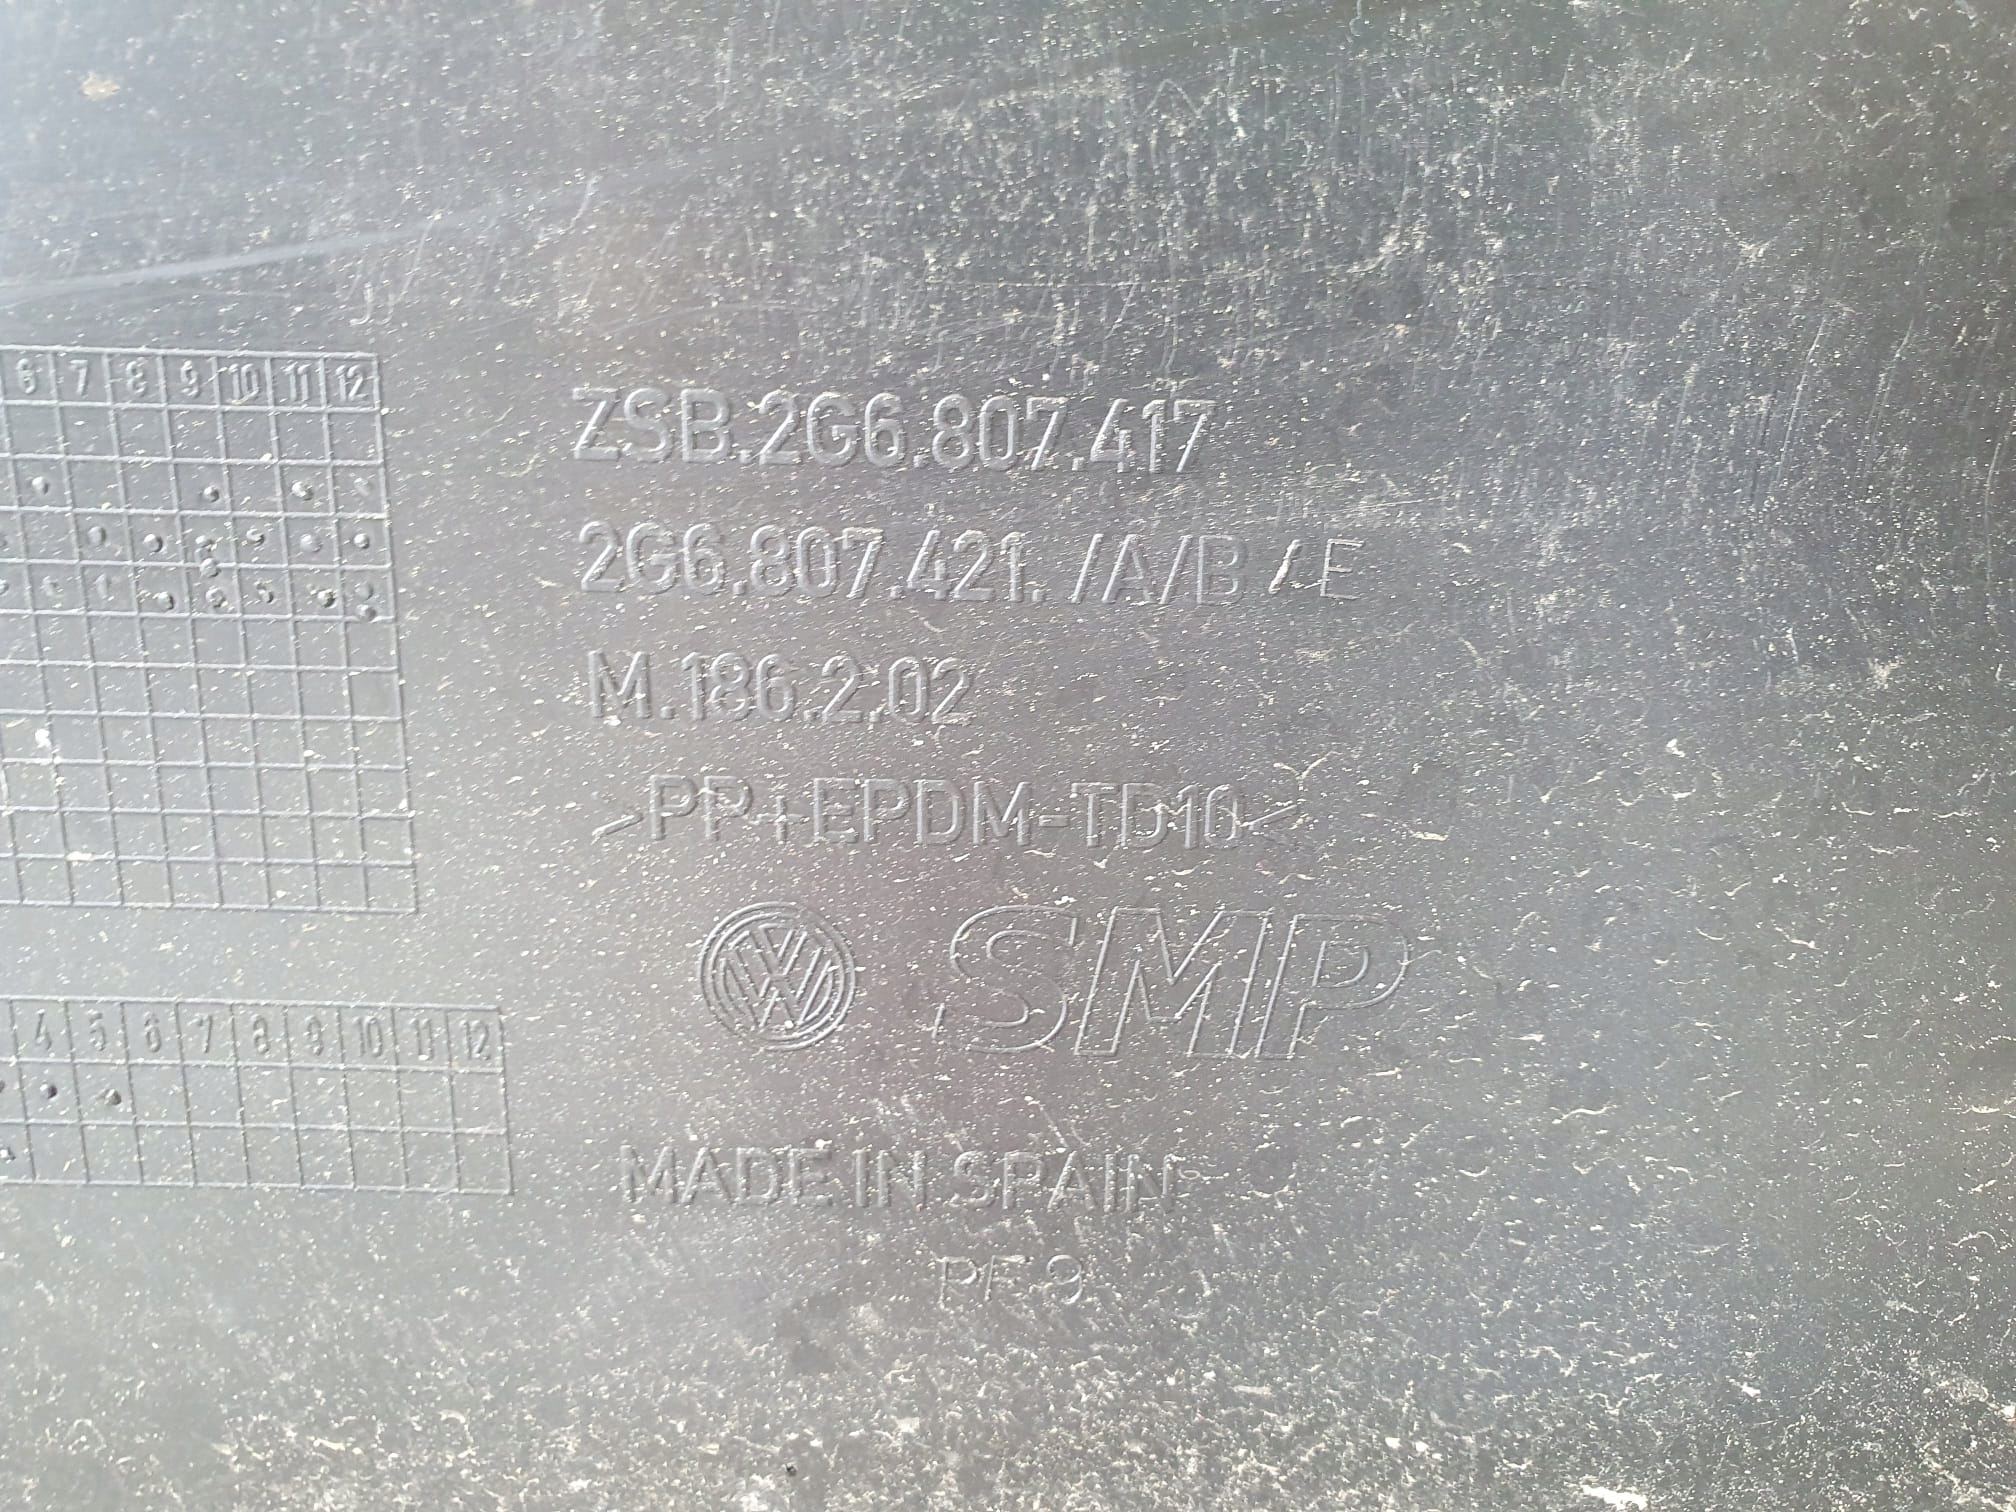 6 7 8 9 10 11 12
ZSB.2G6.807.417
2G6.807.421. /A/B /E
M.186.2.02
>PP+EPDM-TD10<
SMP
4 5 6 7 8 9 10 11 12
MADE IN SPAIN
PF 9